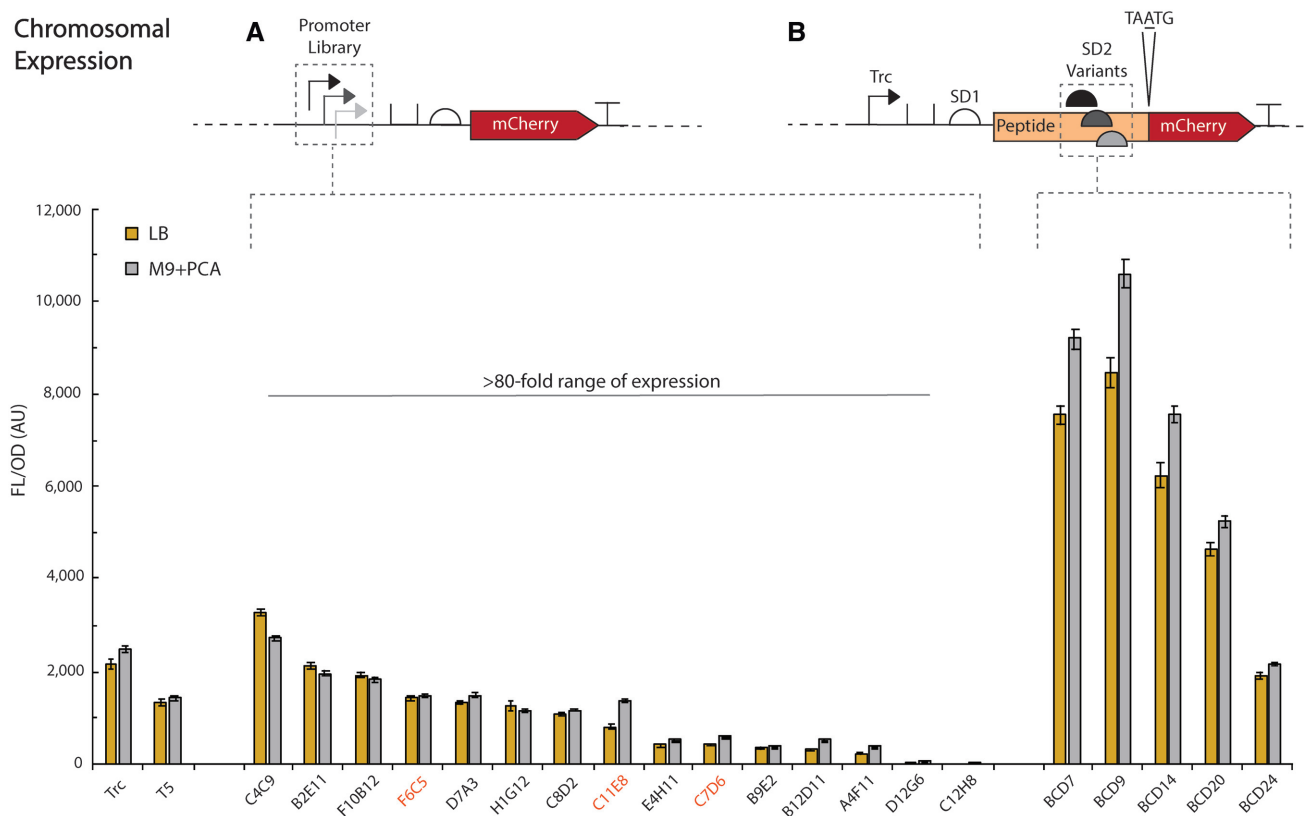 Chromosomal
Expression
A
Promoter
Library
mCherry
B
TAATG
SD2
Variants
Trc
SD1
Peptide
mCherry
12,000
10,000
8,000
6,000
4,000
2,000
0
FL/OD (AU)
LB
M9+PCA
>80-fold range of expression
Trc
T5
C4C9
B2E11
F10B12
F6C5
D7A3
H1G12
C8D2
C11E8
E4H11
C7D6
B9E2
B12D11
A4F11
D12G6
C12H8
BCD7
BCD9
BCD14
BCD20
BCD24